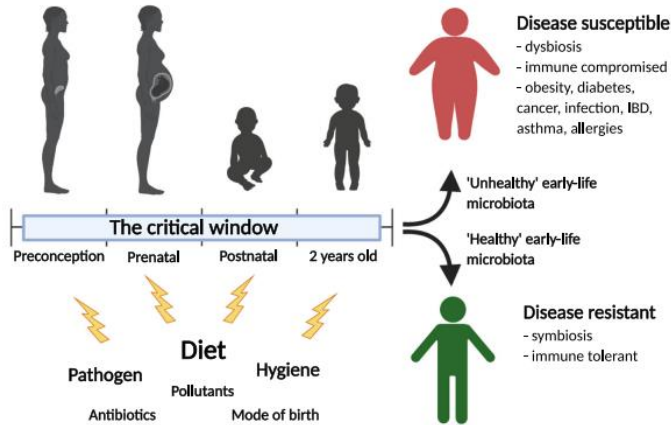 Disease susceptible
- dysbiosis
- immune compromised
- obesity, diabetes,
cancer, infection, IBD,
asthma, allergies
'Unhealthy' early-life
microbiota
The critical window
Preconception
Prenatal
Postnatal
2 years old
'Healthy' early-life
microbiota
Disease resistant
- symbiosis
- immune tolerant
Diet
Pathogen
Hygiene
Pollutants
Antibiotics
Mode of birth